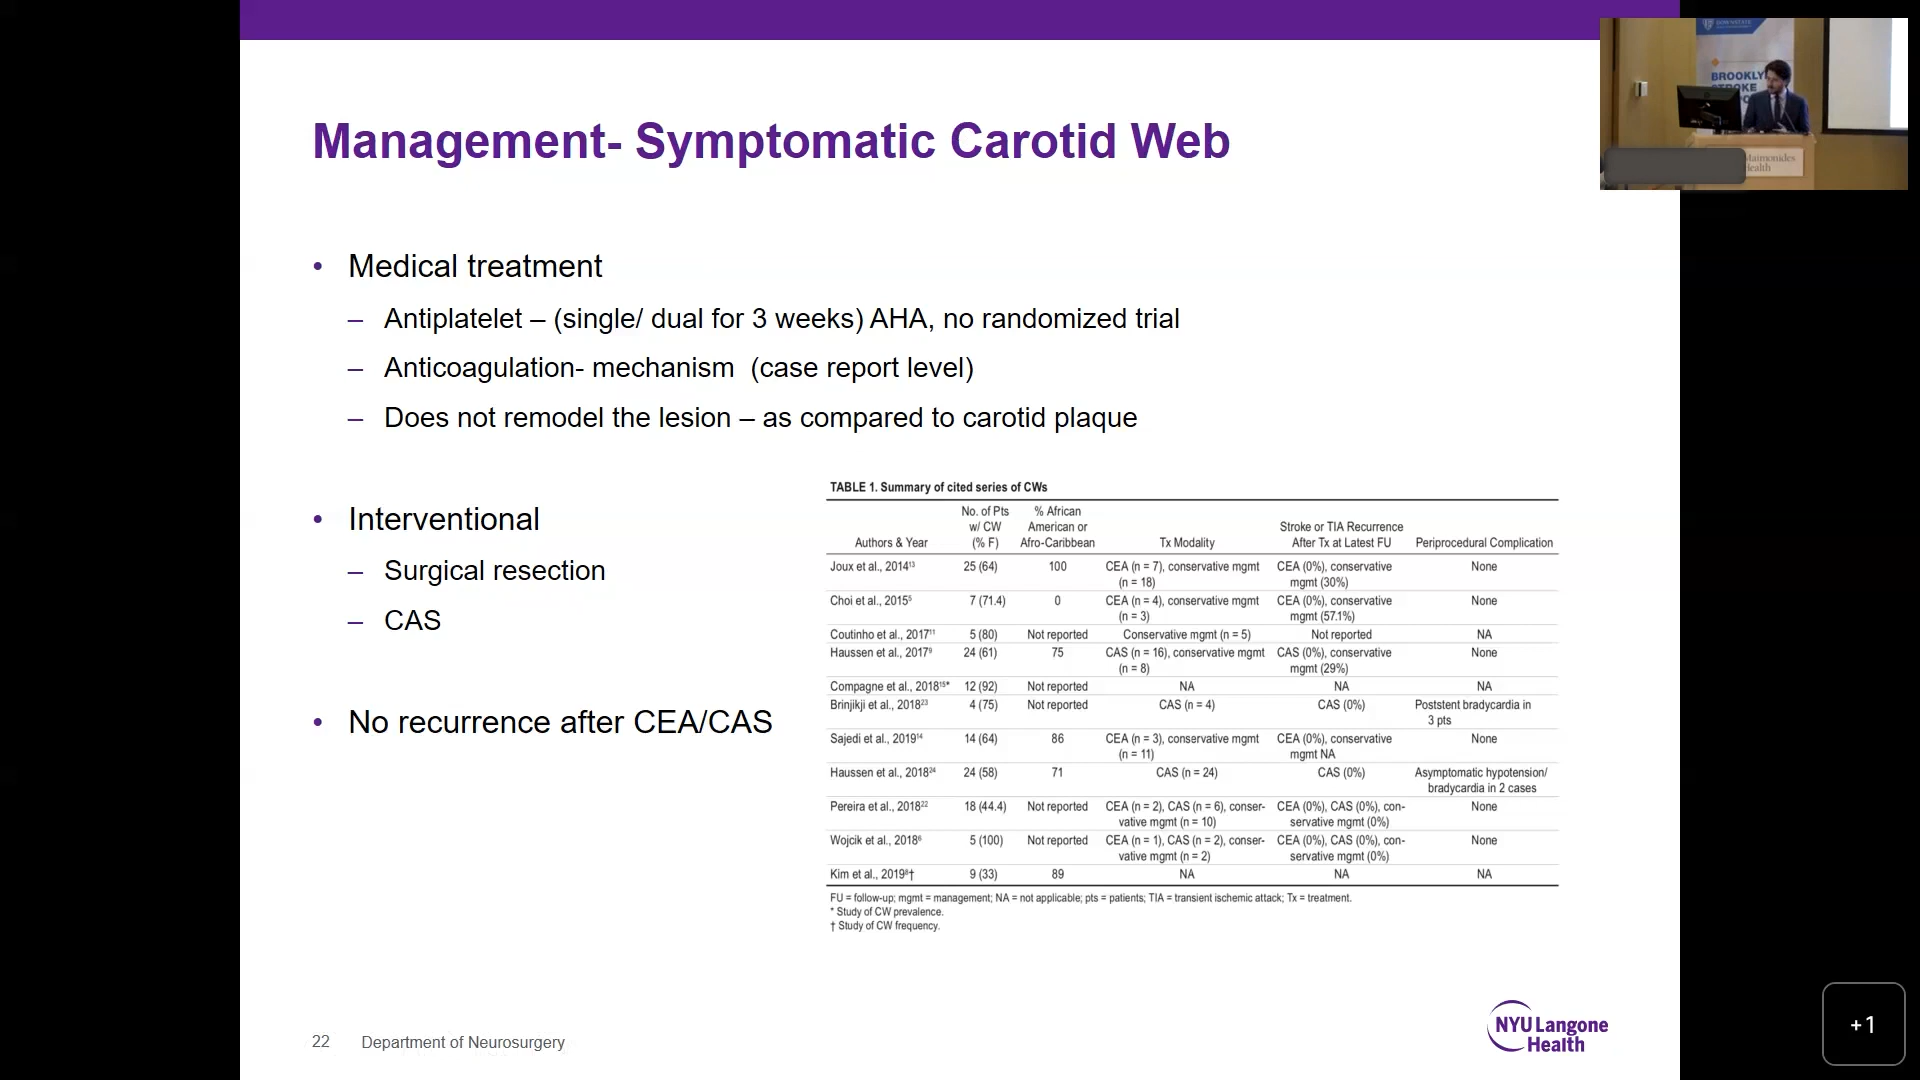 Management- Symptomatic Carotid Web
• Medical treatment
– Antiplatelet – (single/ dual for 3 weeks) AHA, no randomized trial
– Anticoagulation- mechanism (case report level)
– Does not remodel the lesion – as compared to carotid plaque
• Interventional
– Surgical resection
– CAS
• No recurrence after CEA/CAS
TABLE 1. Summary of cited series of CWs
No. of Pts % African
w/ CW American or Stroke or TIA Recurrence
Authors & Year (% F) Afro-Caribbean Tx Modality After Tx at Latest FU Periprocedural Complication
Joux et al., 2014¹³ 25 (64) 100 CEA (n = 7), conservative mgmt CEA (0%), conservative None
(n = 18) mgmt (30%)
Choi et al., 2015⁵ 7 (71.4) 0 CEA (n = 4), conservative mgmt CEA (0%), conservative None
(n = 3) mgmt (57.1%)
Coutinho et al., 2017¹¹ 5 (80) Not reported Conservative mgmt (n = 5) Not reported NA
Haussen et al., 2017⁹ 24 (61) 75 CAS (n = 16), conservative mgmt CAS (0%), conservative None
(n = 8) mgmt (29%)
Compagne et al., 2018¹⁵* 12 (92) Not reported NA NA NA
Brinjikji et al., 2018²³ 4 (75) Not reported CAS (n = 4) CAS (0%) Poststent bradycardia in
3 pts
Sajedi et al., 2019¹⁴ 14 (64) 86 CEA (n = 3), conservative mgmt CEA (0%), conservative None
(n = 11) mgmt NA
Haussen et al., 2018²⁴ 24 (58) 71 CAS (n = 24) CAS (0%) Asymptomatic hypotension/
bradycardia in 2 cases
Pereira et al., 2018²² 18 (44.4) Not reported CEA (n = 2), CAS (n = 6), conser- CEA (0%), CAS (0%), con- None
vative mgmt (n = 10) servative mgmt (0%)
Wojcik et al., 2018⁶ 5 (100) Not reported CEA (n = 1), CAS (n = 2), conser- CEA (0%), CAS (0%), con- None
vative mgmt (n = 2) servative mgmt (0%)
Kim et al., 2019⁸† 9 (33) 89 NA NA NA
FU = follow-up; mgmt = management; NA = not applicable; pts = patients; TIA = transient ischemic attack; Tx = treatment.
* Study of CW prevalence.
† Study of CW frequency.
22 Department of Neurosurgery
NYU Langone
Health
DOWNSTATE
BROOKLY
STROKE
Maimonides
Health
+1